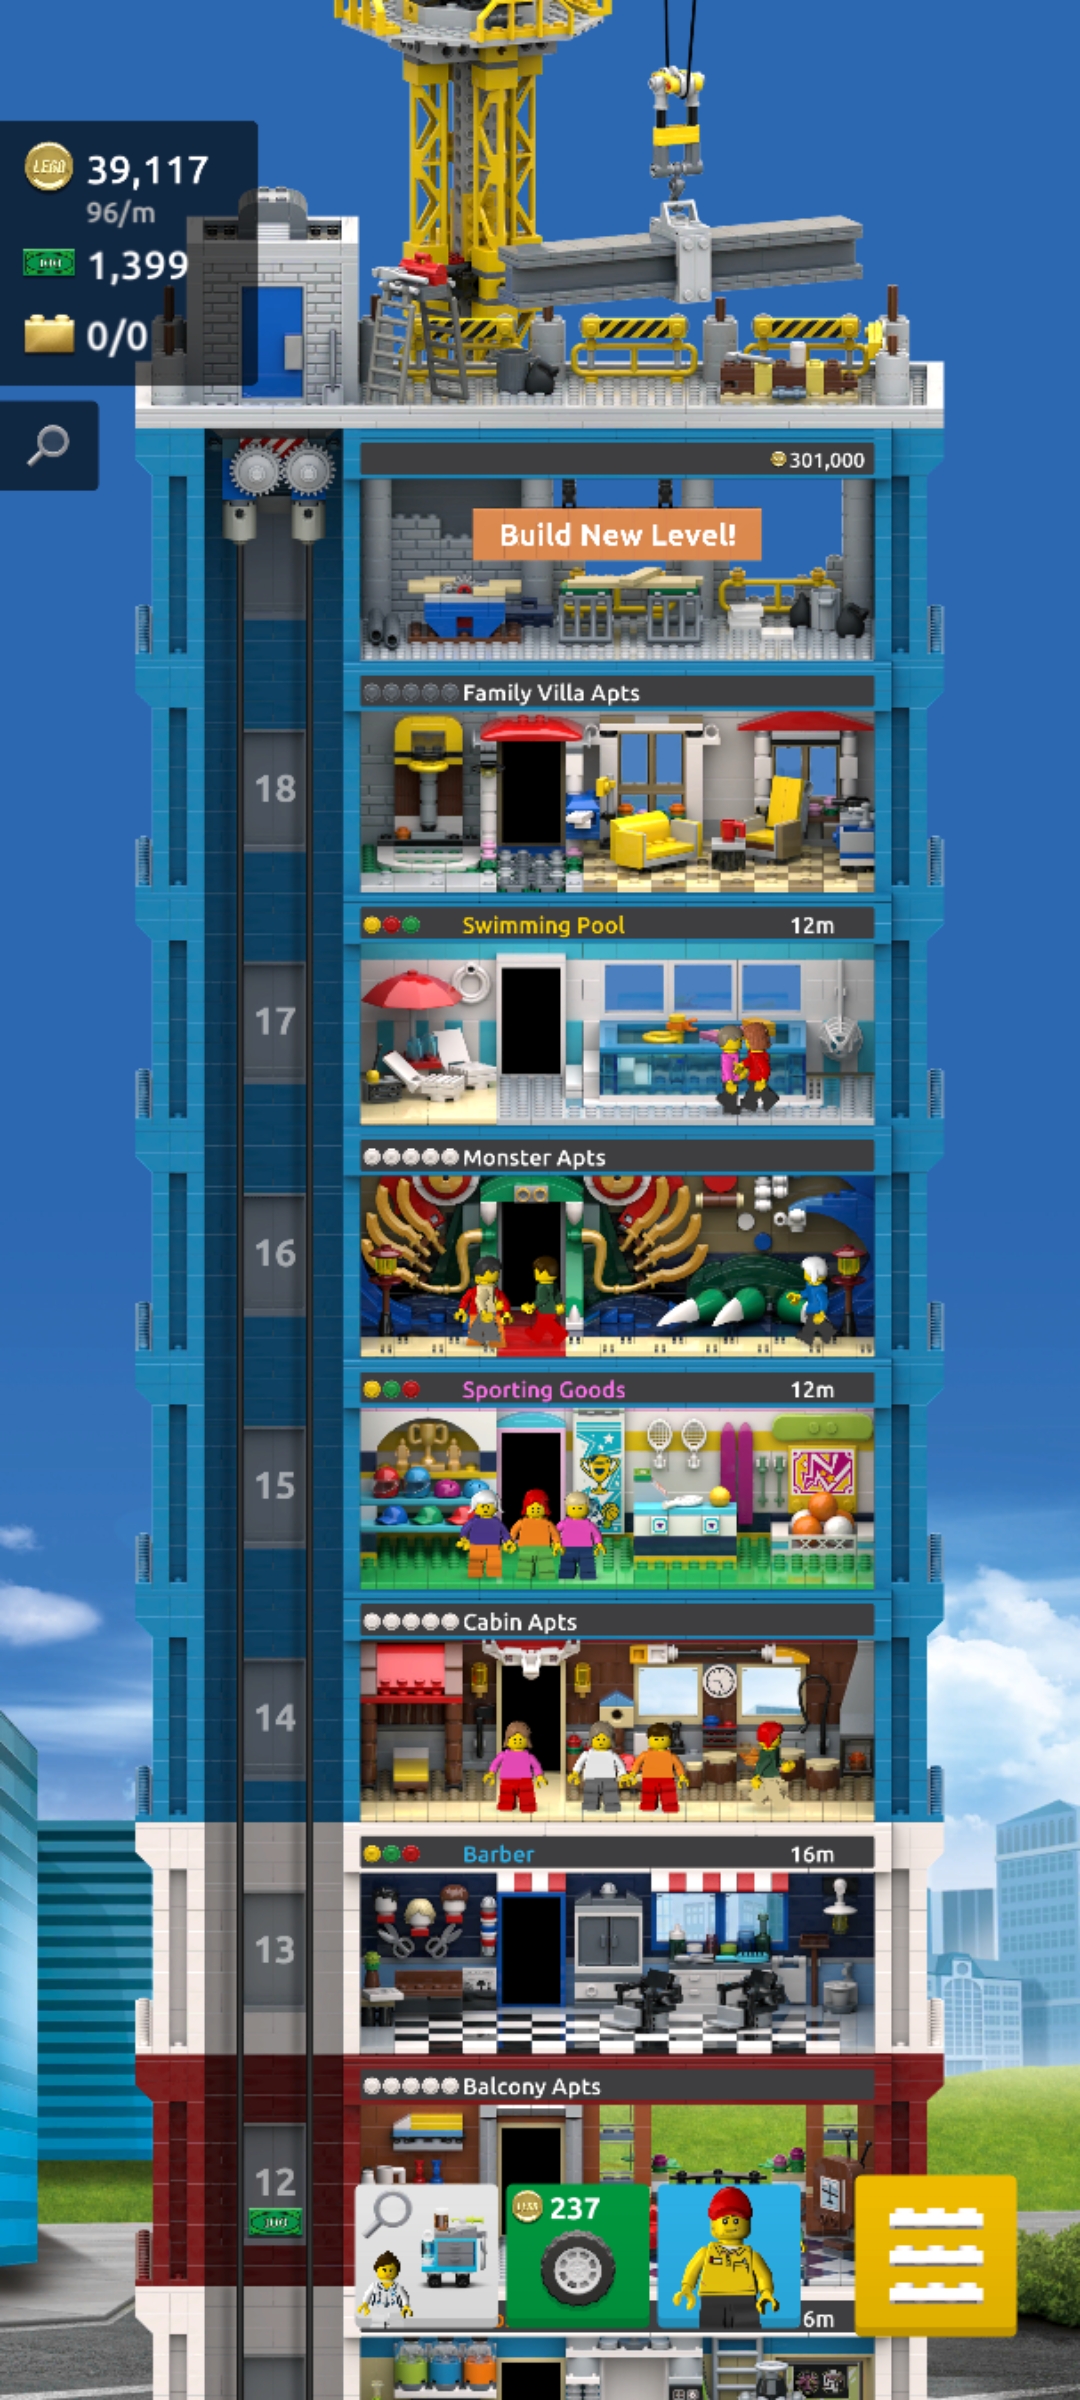 LEGO 39,117
96/m
1,399
0/0
301,000
Build New Level!
Family Villa Apts
18
Swimming Pool 12m
17
Monster Apts
16
Sporting Goods 12m
15
Cabin Apts
14
Barber 16m
13
Balcony Apts
12
237
6m